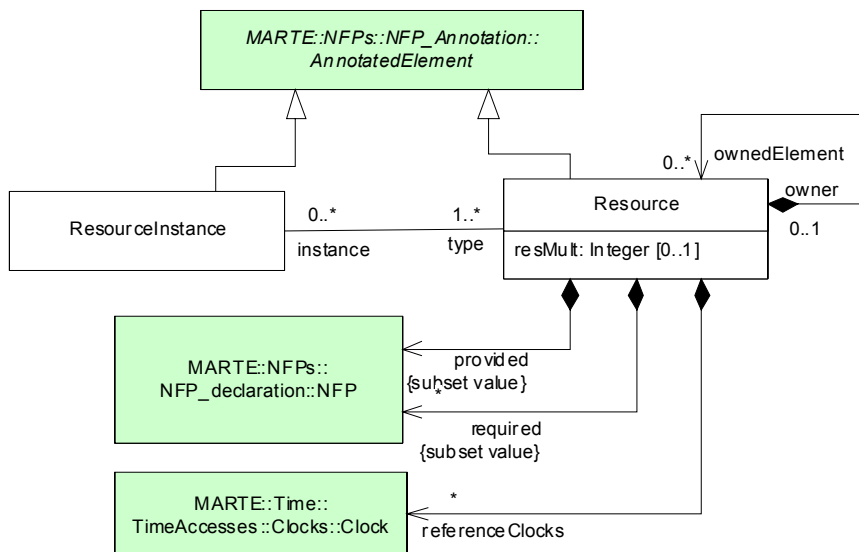 MARTE::NFPs::NFP_Annotation::
AnnotatedElement
ownedElement
0..*
owner
0..1
ResourceInstance
0..*
instance
1..*
type
Resource
resMult: Integer [0..1]
MARTE::NFPs::
NFP_declaration::NFP
provided
{subset value}
*
required
{subset value}
MARTE::Time::
TimeAccesses::Clocks::Clock
*
referenceClocks